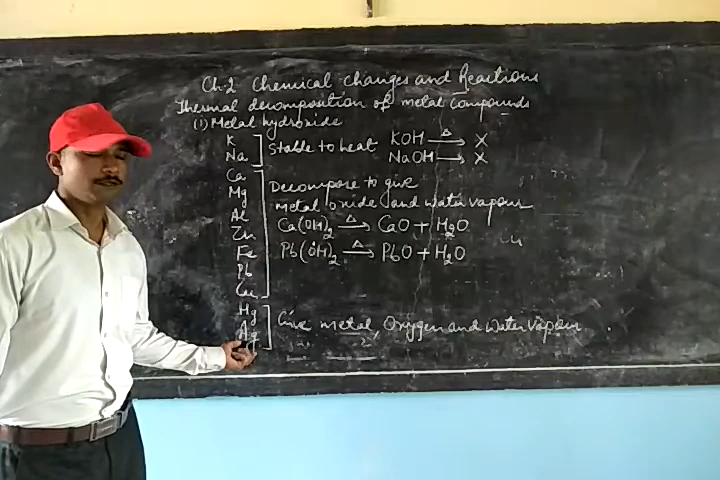 Ch-2 Chemical changes and Reactions
Thermal decomposition of metal compounds
(1) Metal hydroxide
K
Na
Stable to heat KOH △→ X
NaOH → X
Ca
Mg
Al
Zn
Fe
Pb
Cu
Decompose to give
metal oxide and water vapour
Ca(OH)₂ △→ CaO + H₂O
Pb(OH)₂ △→ PbO + H₂O
Hg
Ag
Give metal, Oxygen and Water vapour